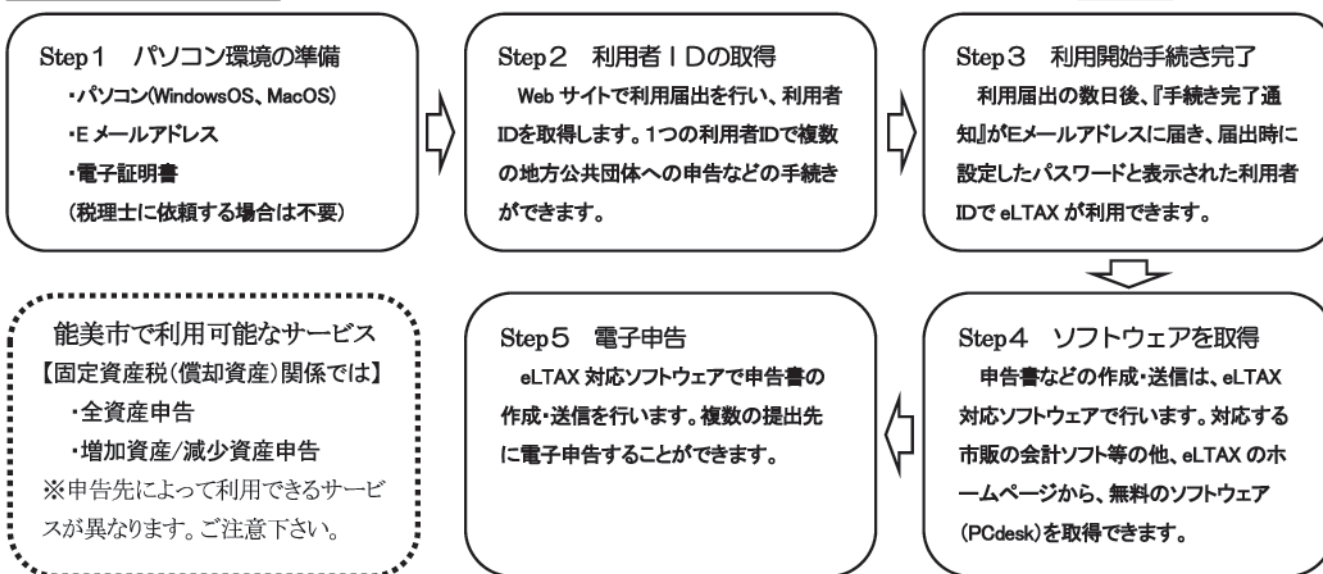 Step１　パソコン環境の準備
・パソコン(WindowsOS、MacOS)
・E メールアドレス
・電子証明書
(税理士に依頼する場合は不要)
Step２　利用者ＩＤの取得
Web サイトで利用届出を行い、利用者
IDを取得します。1つの利用者IDで複数
の地方公共団体への申告などの手続き
ができます。
Step３　利用開始手続き完了
利用届出の数日後、『手続き完了通
知』がEメールアドレスに届き、届出時に
設定したパスワードと表示された利用者
IDで eLTAX が利用できます。
Step４　ソフトウェアを取得
申告書などの作成・送信は、eLTAX
対応ソフトウェアで行います。対応する
市販の会計ソフト等の他、eLTAX のホ
ームページから、無料のソフトウェア
(PCdesk)を取得できます。
Step５　電子申告
eLTAX 対応ソフトウェアで申告書の
作成・送信を行います。複数の提出先
に電子申告することができます。
能美市で利用可能なサービス
【固定資産税(償却資産)関係では】
・全資産申告
・増加資産/減少資産申告
※申告先によって利用できるサービ
スが異なります。ご注意下さい。